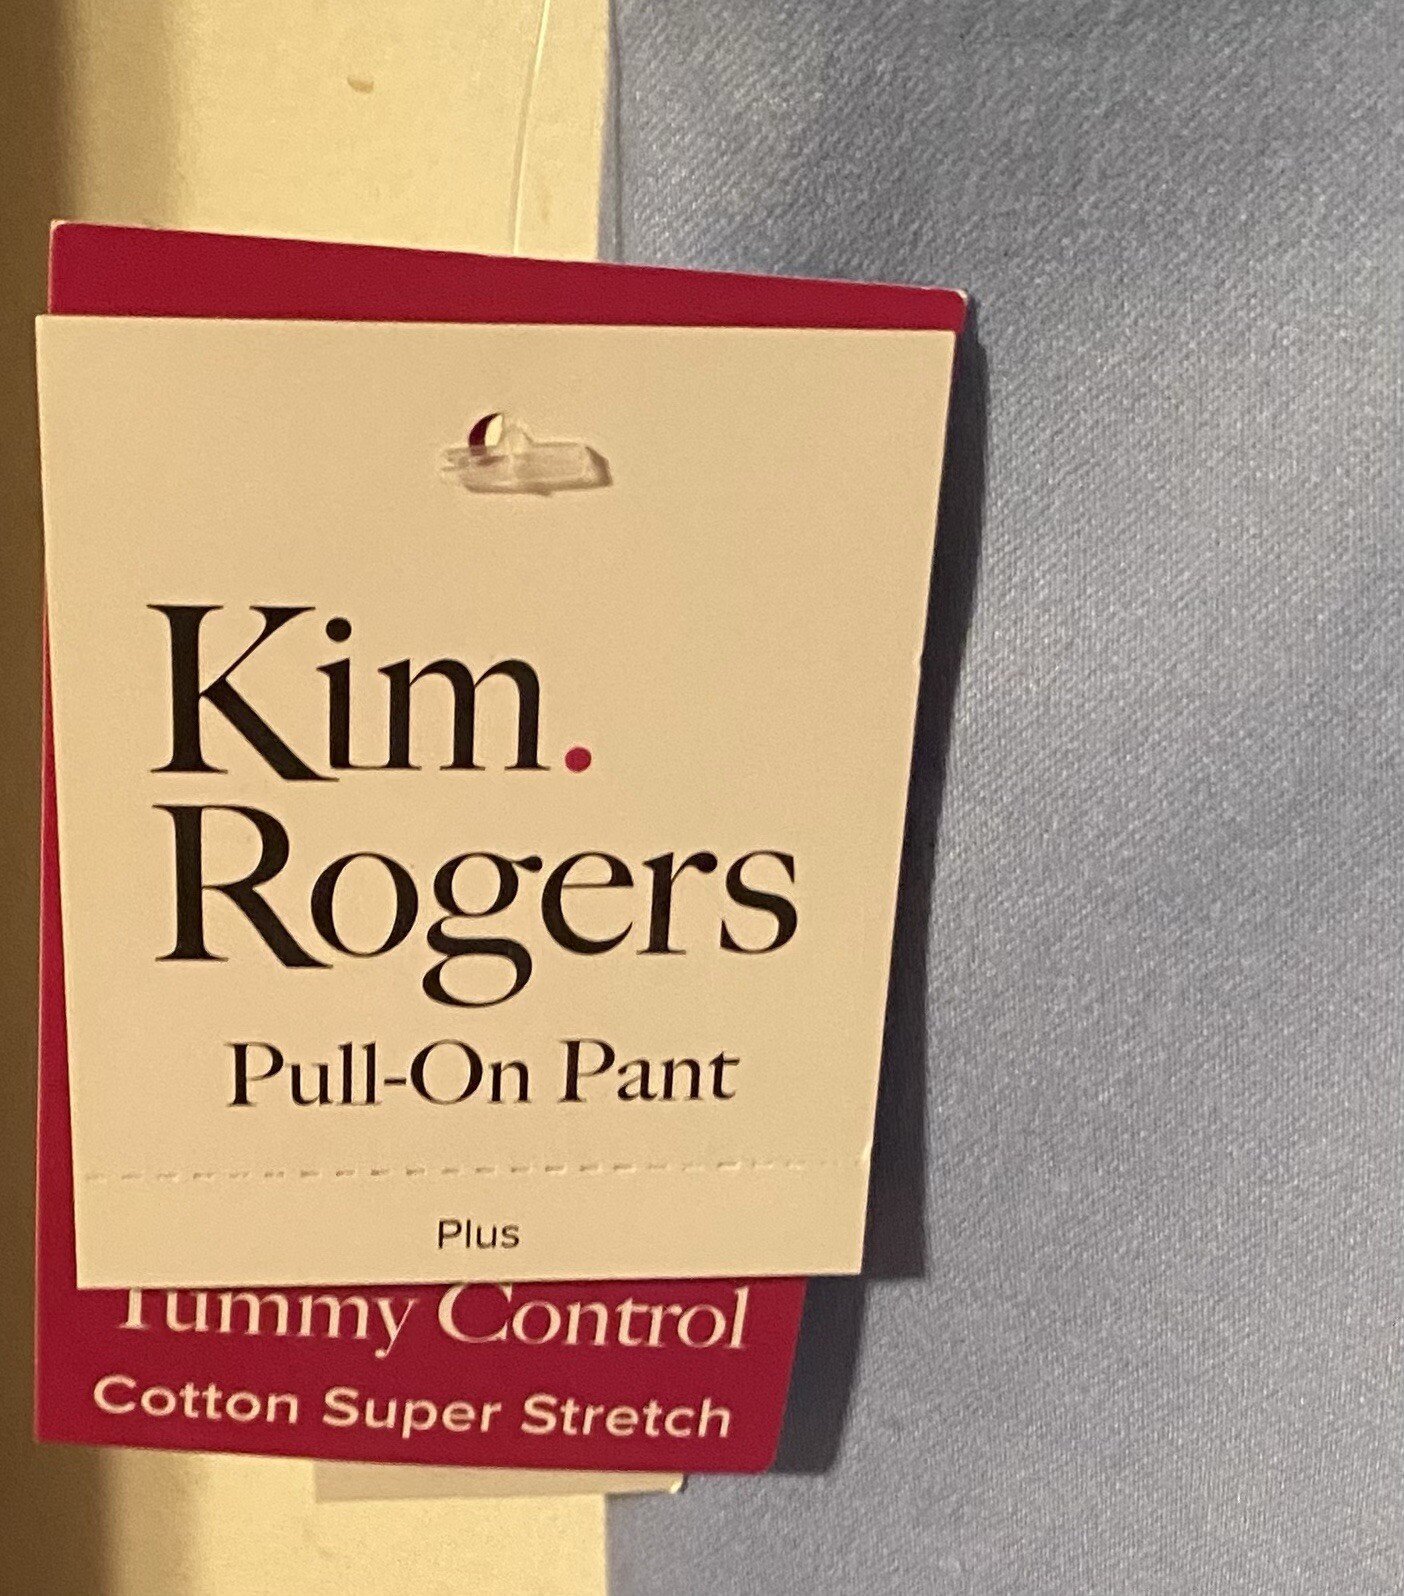 Kim.
Rogers
Pull-On Pant
Plus
Tummy Control
Cotton Super Stretch